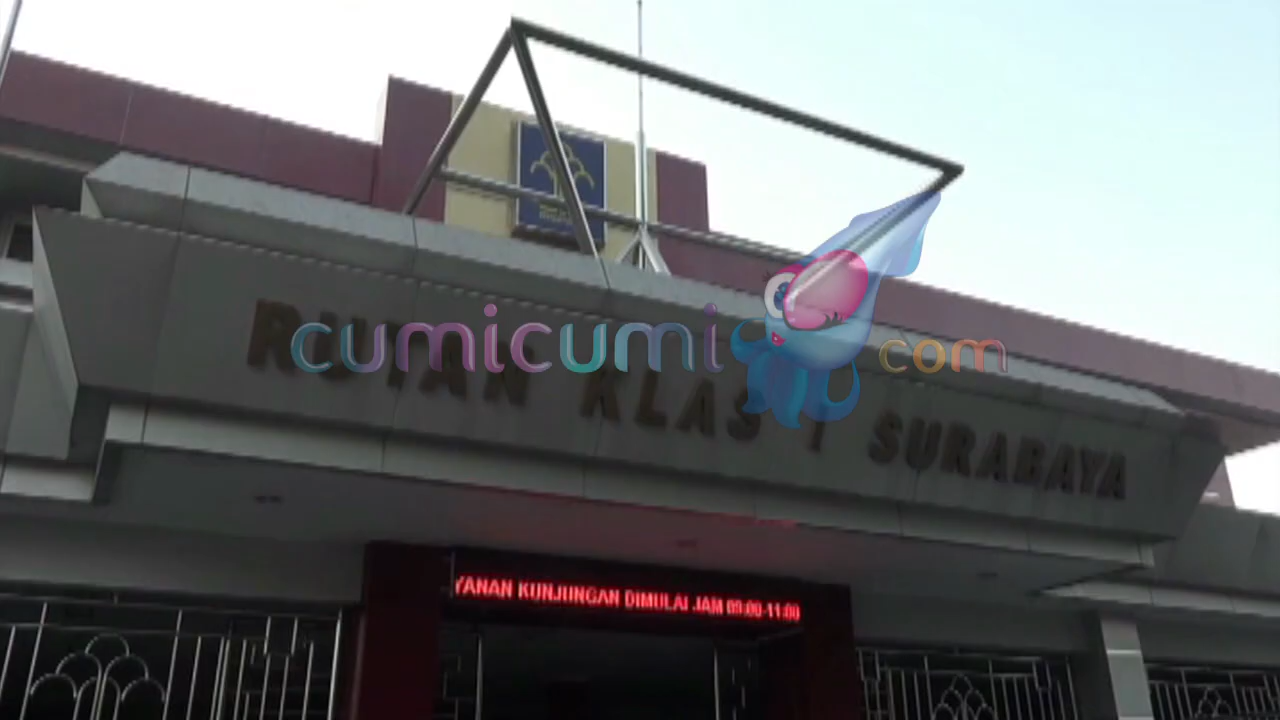 RUTAN KLAS I SURABAYA
cumicumi.com
YANAN KUNJUNGAN DIMULAI JAM 09:00-11:00